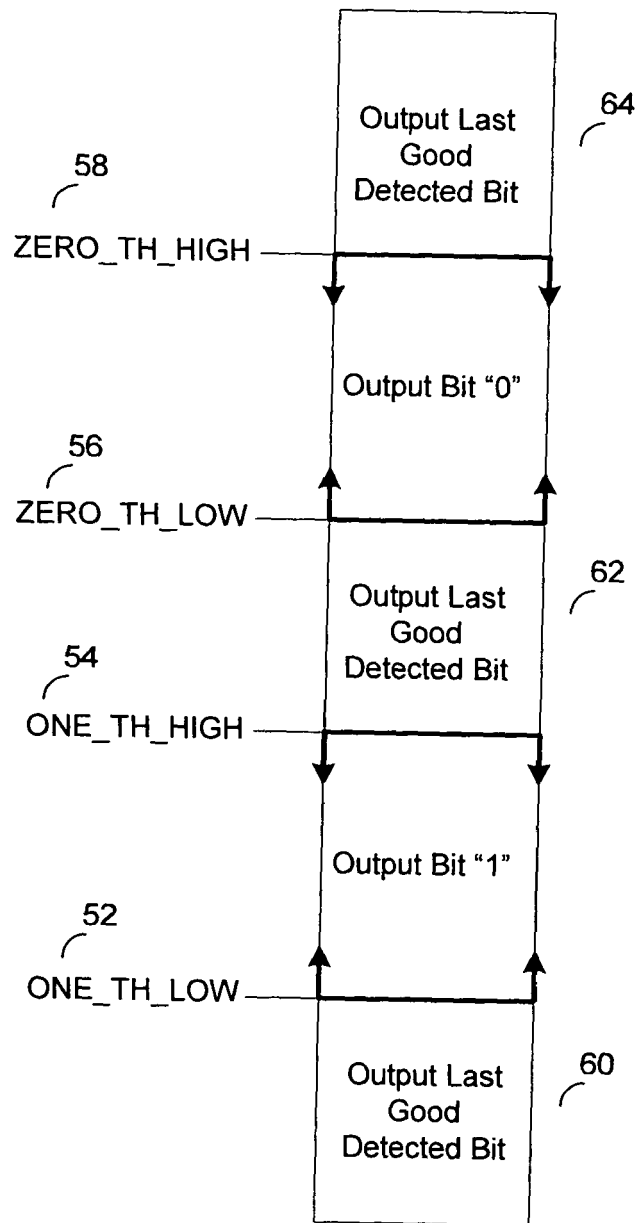 64
Output Last
Good
Detected Bit
58
ZERO_TH_HIGH
Output Bit “0”
56
ZERO_TH_LOW
62
Output Last
Good
Detected Bit
54
ONE_TH_HIGH
Output Bit “1”
52
ONE_TH_LOW
60
Output Last
Good
Detected Bit